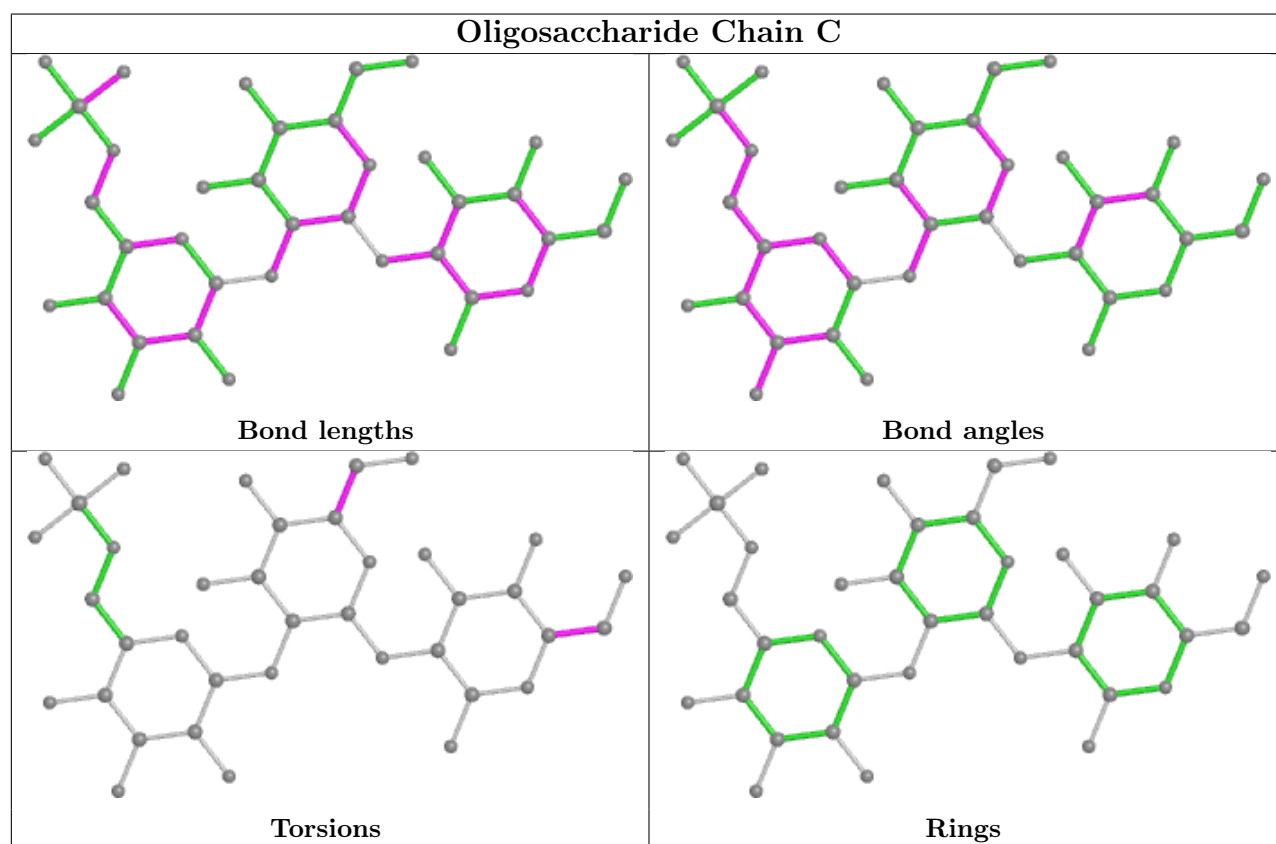 Oligosaccharide Chain C
Bond lengths
Bond angles
Torsions
Rings